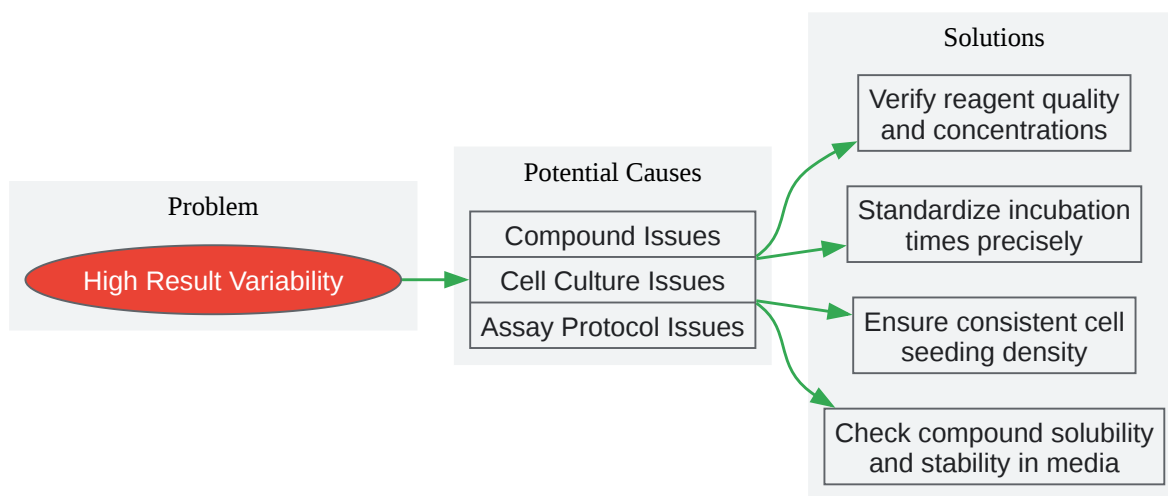 Problem
High Result Variability
Potential Causes
Compound Issues
Cell Culture Issues
Assay Protocol Issues
Solutions
Verify reagent quality
and concentrations
Standardize incubation
times precisely
Ensure consistent cell
seeding density
Check compound solubility
and stability in media